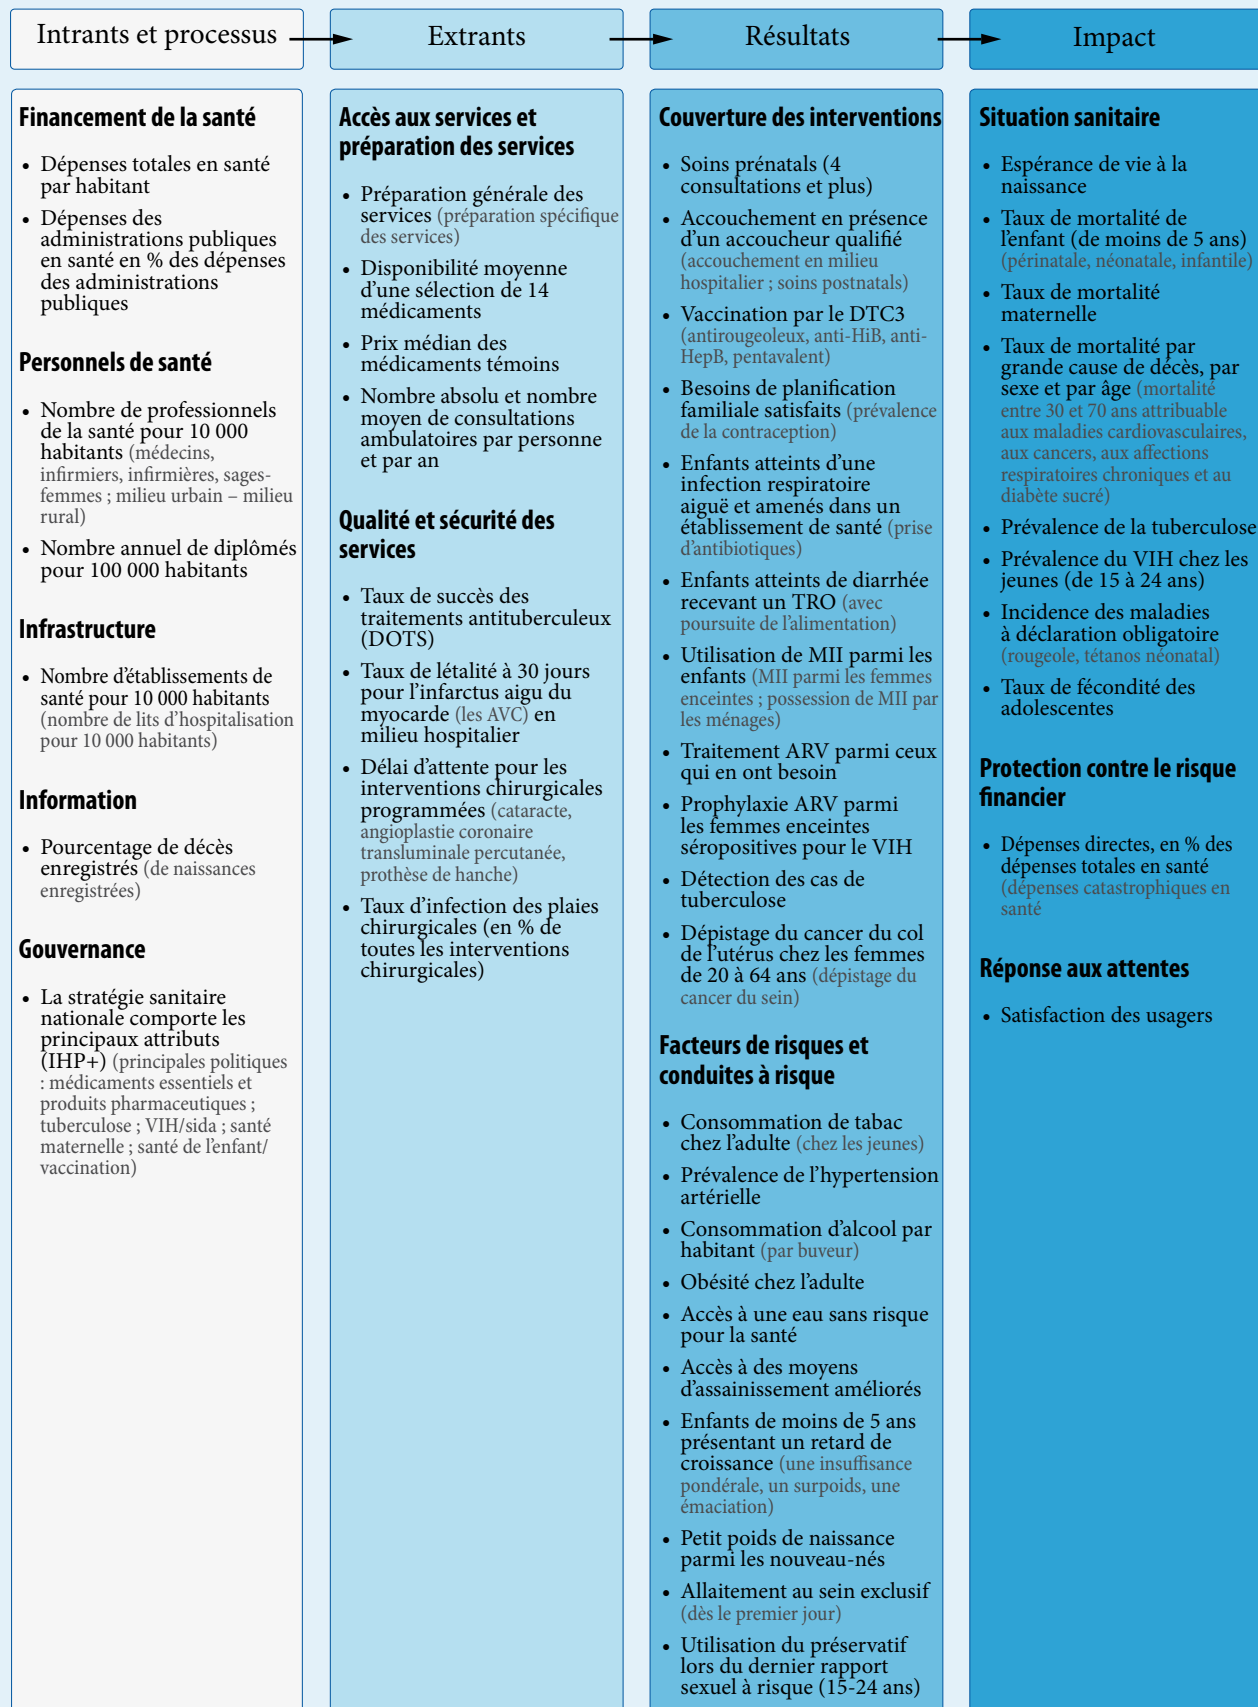 Intrants et processus
Extrants
Résultats
Impact
Financement de la santé
• Dépenses totales en santé
par habitant
• Dépenses des
administrations publiques
en santé en % des dépenses
des administrations
publiques
Personnels de santé
• Nombre de professionnels
de la santé pour 10 000
habitants (médecins,
infirmiers, infirmières, sages-
femmes ; milieu urbain – milieu
rural)
• Nombre annuel de diplômés
pour 100 000 habitants
Infrastructure
• Nombre d'établissements de
santé pour 10 000 habitants
(nombre de lits d'hospitalisation
pour 10 000 habitants)
Information
• Pourcentage de décès
enregistrés (de naissances
enregistrées)
Gouvernance
• La stratégie sanitaire
nationale comporte les
principaux attributs
(IHP+) (principales politiques
: médicaments essentiels et
produits pharmaceutiques ;
tuberculose ; VIH/sida ; santé
maternelle ; santé de l'enfant/
vaccination)
Accès aux services et
préparation des services
• Préparation générale des
services (préparation spécifique
des services)
• Disponibilité moyenne
d'une sélection de 14
médicaments
• Prix médian des
médicaments témoins
• Nombre absolu et nombre
moyen de consultations
ambulatoires par personne
et par an
Qualité et sécurité des
services
• Taux de succès des
traitements antituberculeux
(DOTS)
• Taux de létalité à 30 jours
pour l'infarctus aigu du
myocarde (les AVC) en
milieu hospitalier
• Délai d'attente pour les
interventions chirurgicales
programmées (cataracte,
angioplastie coronaire
transluminale percutanée,
prothèse de hanche)
• Taux d'infection des plaies
chirurgicales (en % de
toutes les interventions
chirurgicales)
Couverture des interventions
• Soins prénatals (4
consultations et plus)
• Accouchement en présence
d'un accoucheur qualifié
(accouchement en milieu
hospitalier ; soins postnatals)
• Vaccination par le DTC3
(antirougeoleux, anti-HiB, anti-
HepB, pentavalent)
• Besoins de planification
familiale satisfaits (prévalence
de la contraception)
• Enfants atteints d'une
infection respiratoire
aiguë et amenés dans un
établissement de santé (prise
d'antibiotiques)
• Enfants atteints de diarrhée
recevant un TRO (avec
poursuite de l'alimentation)
• Utilisation de MII parmi les
enfants (MII parmi les femmes
enceintes ; possession de MII par
les ménages)
• Traitement ARV parmi ceux
qui en ont besoin
• Prophylaxie ARV parmi
les femmes enceintes
séropositives pour le VIH
• Détection des cas de
tuberculose
• Dépistage du cancer du col
de l'utérus chez les femmes
de 20 à 64 ans (dépistage du
cancer du sein)
Facteurs de risques et
conduites à risque
• Consommation de tabac
chez l'adulte (chez les jeunes)
• Prévalence de l'hypertension
artérielle
• Consommation d'alcool par
habitant (par buveur)
• Obésité chez l'adulte
• Accès à une eau sans risque
pour la santé
• Accès à des moyens
d'assainissement améliorés
• Enfants de moins de 5 ans
présentant un retard de
croissance (une insuffisance
pondérale, un surpoids, une
émaciation)
• Petit poids de naissance
parmi les nouveau-nés
• Allaitement au sein exclusif
(dès le premier jour)
• Utilisation du préservatif
lors du dernier rapport
sexuel à risque (15-24 ans)
Situation sanitaire
• Espérance de vie à la
naissance
• Taux de mortalité de
l'enfant (de moins de 5 ans)
(périnatale, néonatale, infantile)
• Taux de mortalité
maternelle
• Taux de mortalité par
grande cause de décès, par
sexe et par âge (mortalité
entre 30 et 70 ans attribuable
aux maladies cardiovasculaires,
aux cancers, aux affections
respiratoires chroniques et au
diabète sucré)
• Prévalence de la tuberculose
• Prévalence du VIH chez les
jeunes (de 15 à 24 ans)
• Incidence des maladies
à déclaration obligatoire
(rougeole, tétanos néonatal)
• Taux de fécondité des
adolescentes
Protection contre le risque
financier
• Dépenses directes, en % des
dépenses totales en santé
(dépenses catastrophiques en
santé
Réponse aux attentes
• Satisfaction des usagers